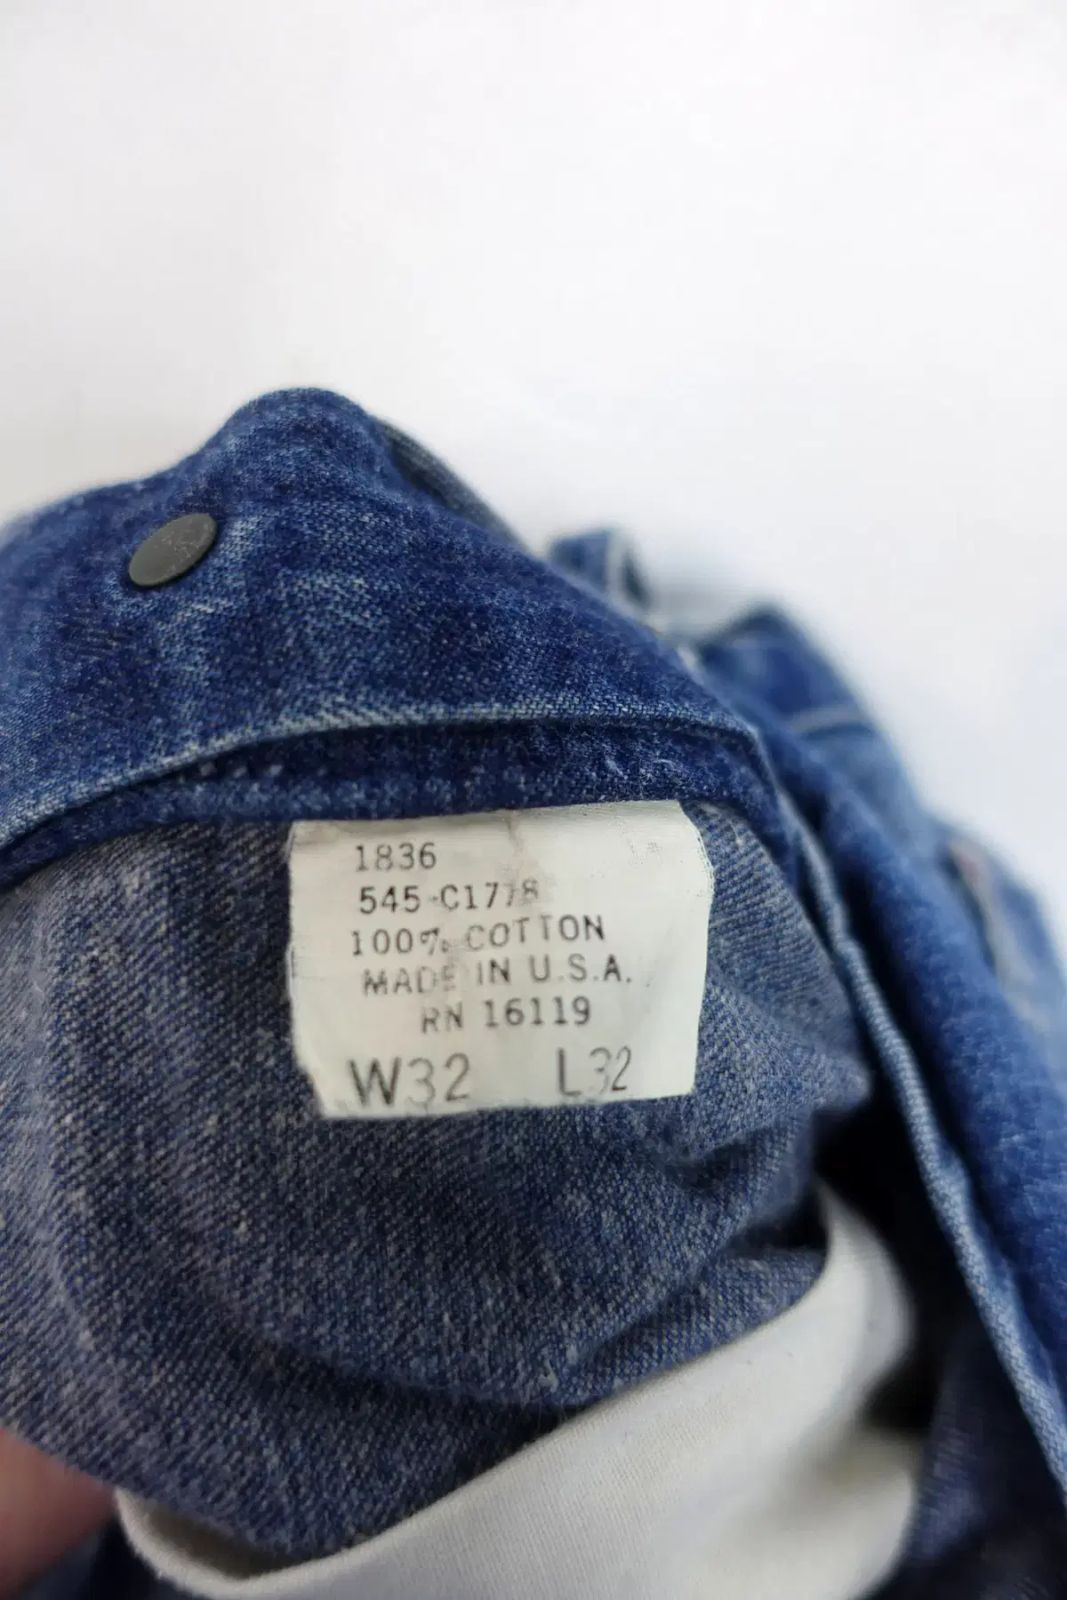 1836
545-C1778
100% COTTON
MADE IN U.S.A.
RN 16119
W32 L32